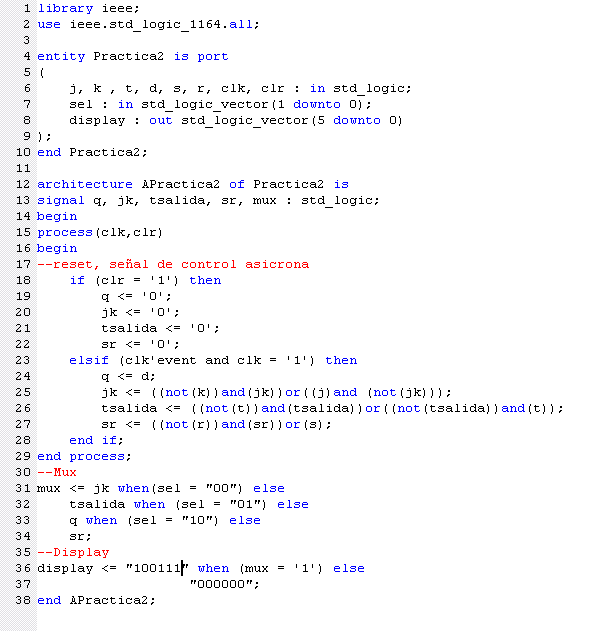 1 library ieee;
2 use ieee.std_logic_1164.all;
3
4 entity Practica2 is port
5 (
6     j, k , t, d, s, r, clk, clr : in std_logic;
7     sel : in std_logic_vector(1 downto 0);
8     display : out std_logic_vector(5 downto 0)
9 );
10 end Practica2;
11
12 architecture APractica2 of Practica2 is
13 signal q, jk, tsalida, sr, mux : std_logic;
14 begin
15 process(clk,clr)
16 begin
17 --reset, señal de control asicrona
18     if (clr = '1') then
19         q <= '0';
20         jk <= '0';
21         tsalida <= '0';
22         sr <= '0';
23     elsif (clk'event and clk = '1') then
24         q <= d;
25         jk <= ((not(k))and(jk))or((j)and (not(jk)));
26         tsalida <= ((not(t))and(tsalida))or((not(tsalida))and(t));
27         sr <= ((not(r))and(sr))or(s);
28     end if;
29 end process;
30 --Mux
31 mux <= jk when(sel = "00") else
32     tsalida when (sel = "01") else
33     q when (sel = "10") else
34     sr;
35 --Display
36 display <= "100111" when (mux = '1') else
37                    "000000";
38 end APractica2;